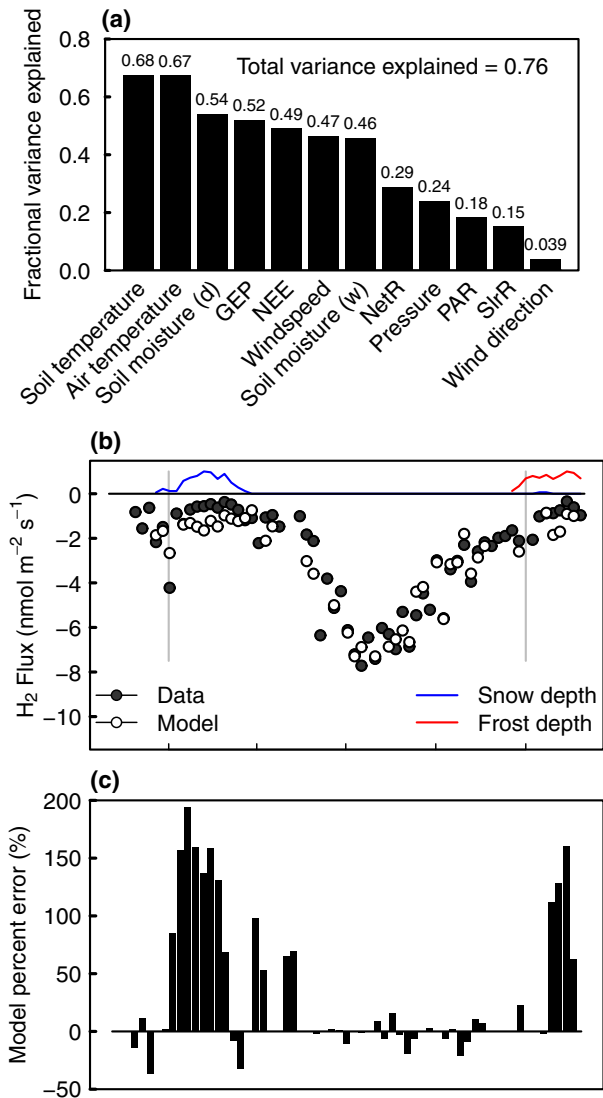 (a)
Fractional variance explained
0.8
0.6
0.4
0.2
0.0
Total variance explained = 0.76
0.68
0.67
0.54
0.52
0.49
0.47
0.46
0.29
0.24
0.18
0.15
0.039
Soil temperature
Air temperature
Soil moisture (d)
GEP
NEE
Windspeed
Soil moisture (w)
NetR
Pressure
PAR
SlrR
Wind direction
(b)
H₂ Flux (nmol m⁻² s⁻¹)
0
−2
−4
−6
−8
−10
Data
Model
Snow depth
Frost depth
(c)
Model percent error (%)
200
150
100
50
0
−50